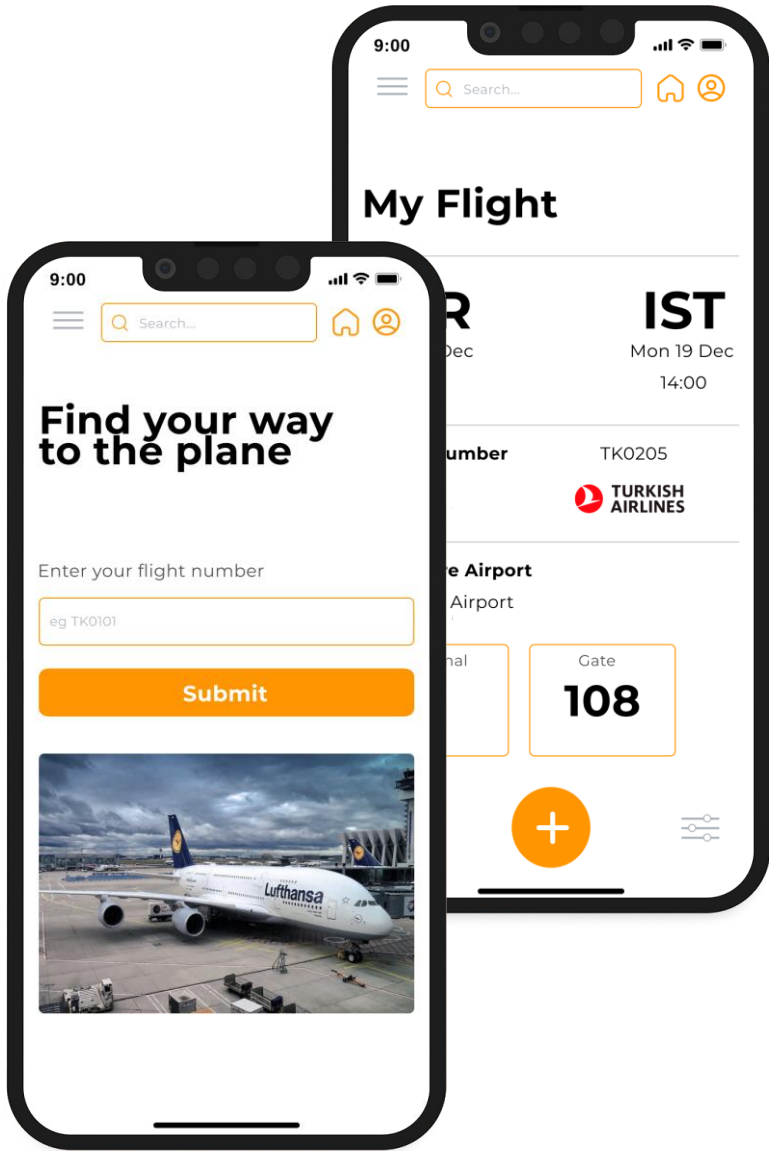 9:00
Search...
My Flight
R
IST
Dec
Mon 19 Dec
14:00
umber
TK0205
TURKISH
AIRLINES
e Airport
Airport
nal
Gate
108
9:00
Search...
Find your way
to the plane
Enter your flight number
eg TK0101
Submit
Lufthansa